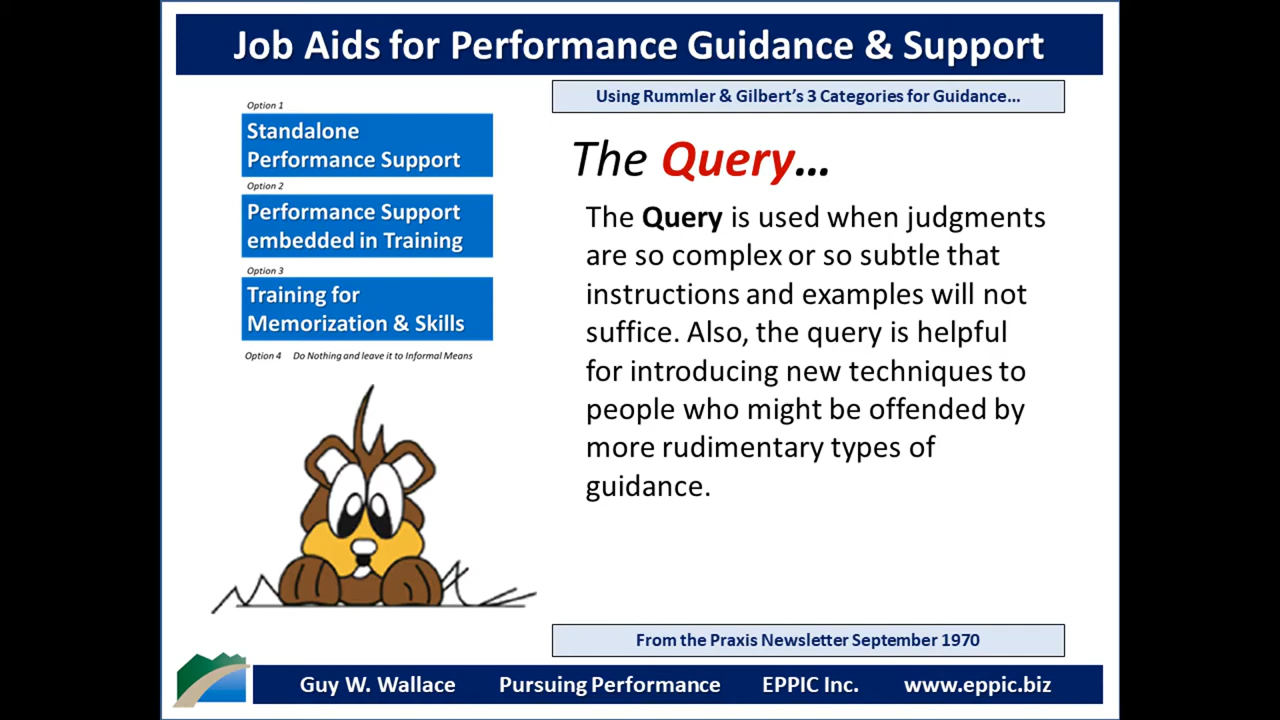 Job Aids for Performance Guidance & Support
Option 1
Standalone
Performance Support
Option 2
Performance Support
embedded in Training
Option 3
Training for
Memorization & Skills
Option 4 Do Nothing and leave it to Informal Means
Using Rummler & Gilbert's 3 Categories for Guidance...
The Query...
The Query is used when judgments
are so complex or so subtle that
instructions and examples will not
suffice. Also, the query is helpful
for introducing new techniques to
people who might be offended by
more rudimentary types of
guidance.
From the Praxis Newsletter September 1970
Guy W. Wallace Pursuing Performance EPPIC Inc. www.eppic.biz